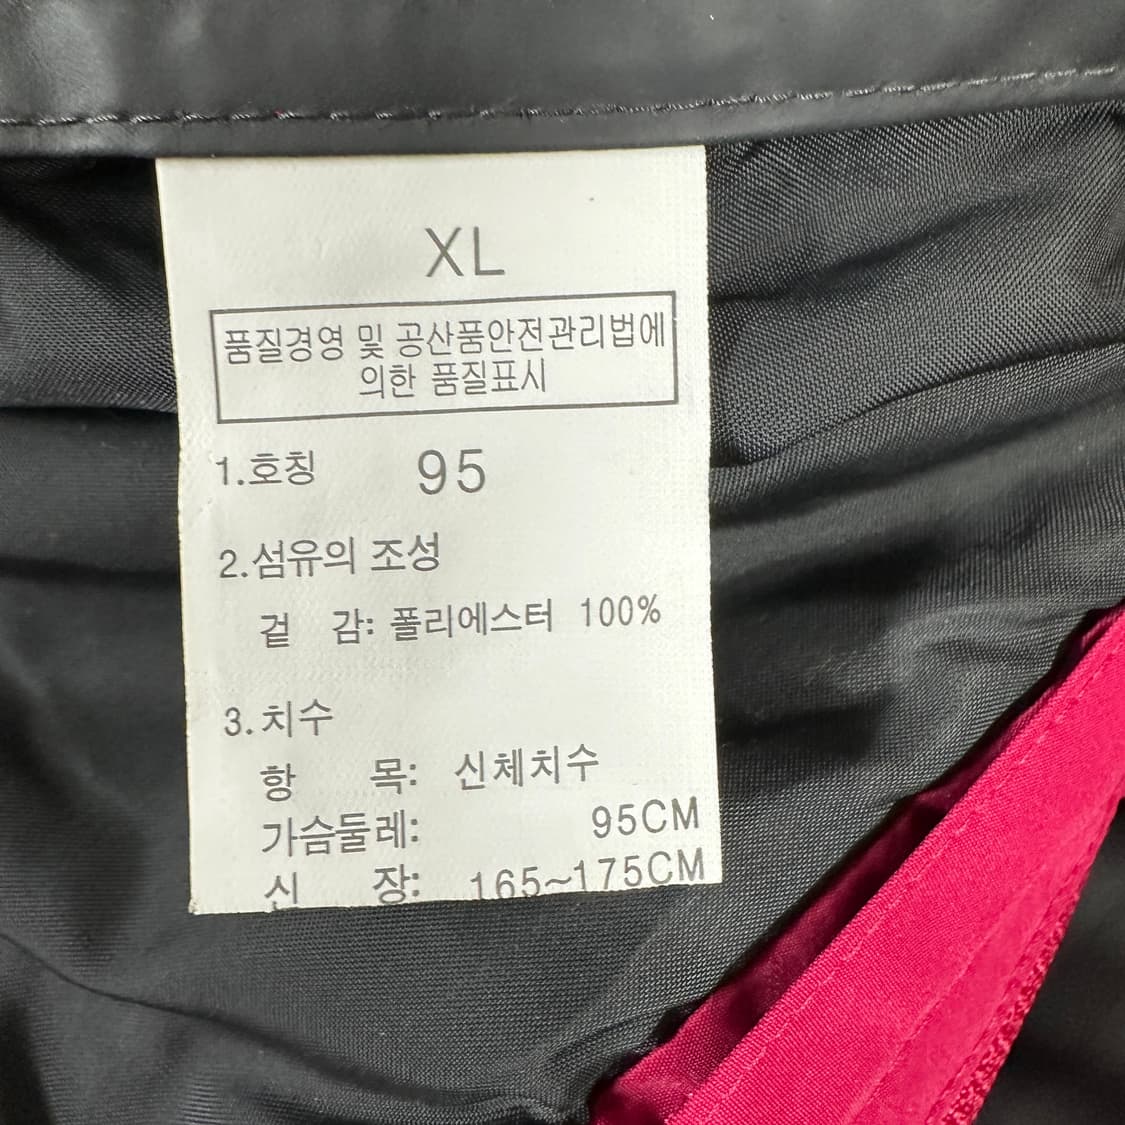 XL
품질경영 및 공산품안전관리법에
의한 품질표시
1.호칭 95
2.섬유의 조성
겉 감: 폴리에스터 100%
3.치수
항 목: 신체치수
가슴둘레: 95CM
신 장: 165~175CM